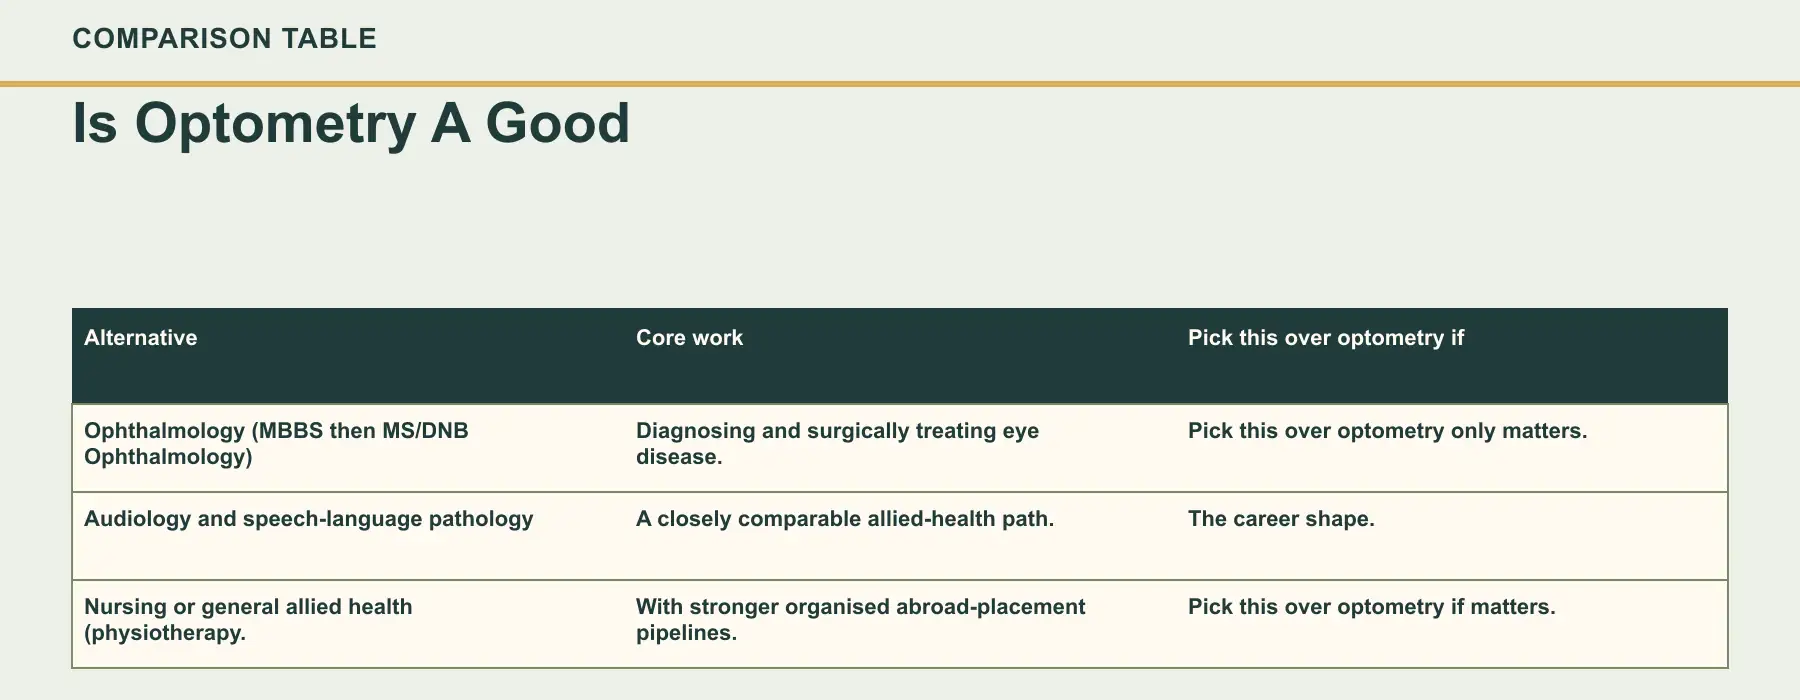 COMPARISON TABLE
Is Optometry A Good
Alternative
Core work
Pick this over optometry if
Ophthalmology (MBBS then MS/DNB
Ophthalmology)
Diagnosing and surgically treating eye
disease.
Pick this over optometry only matters.
Audiology and speech-language pathology
A closely comparable allied-health path.
The career shape.
Nursing or general allied health
(physiotherapy.
With stronger organised abroad-placement
pipelines.
Pick this over optometry if matters.